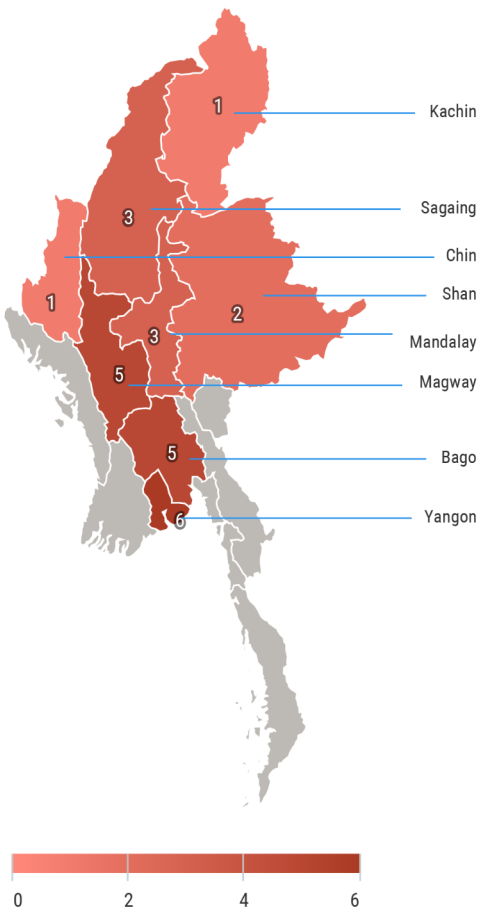 1
Kachin
3
Sagaing
Chin
1
Shan
2
3
Mandalay
5
Magway
5
Bago
6
Yangon
0 2 4 6